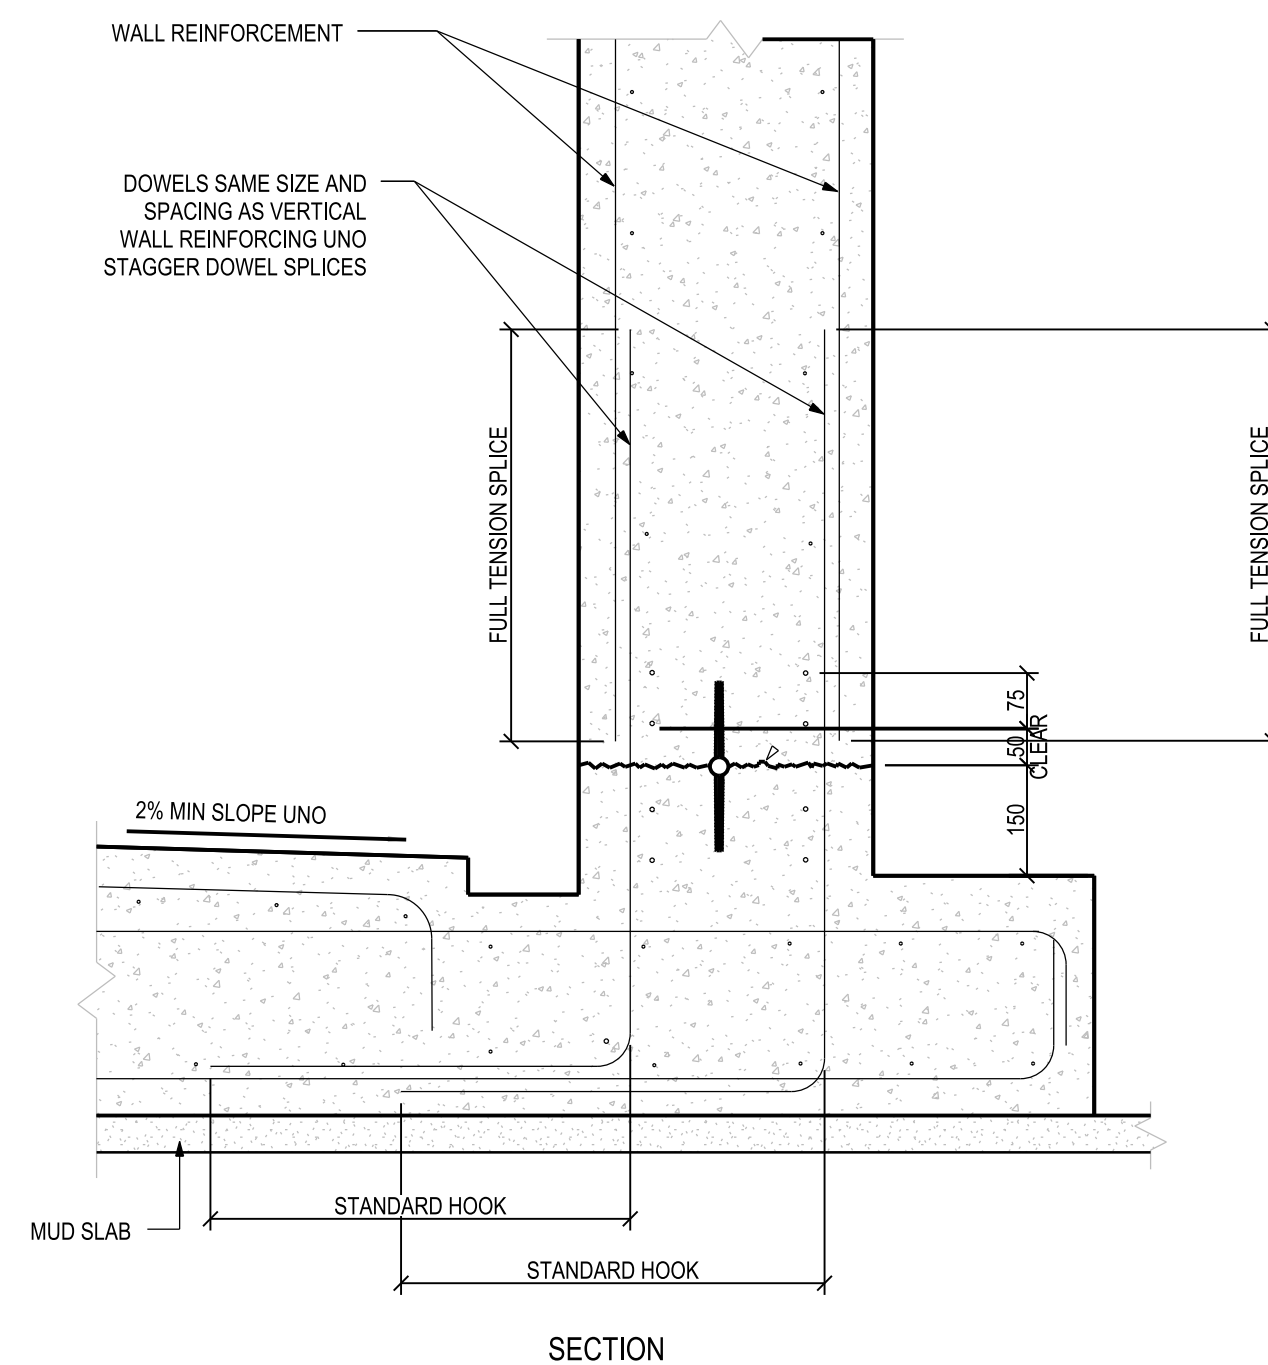 WALL REINFORCEMENT
DOWELS SAME SIZE AND
SPACING AS VERTICAL
WALL REINFORCING UNO
STAGGER DOWEL SPLICES
FULL TENSION SPLICE
FULL TENSION SPLICE
75
50
CLEAR
150
2% MIN SLOPE UNO
STANDARD HOOK
MUD SLAB
STANDARD HOOK
SECTION